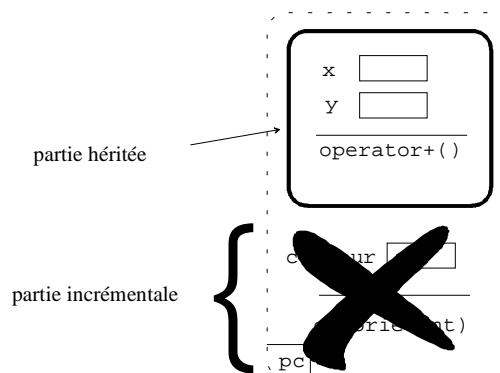 x
y
operator+()
partie héritée
partie incrémentale
pc